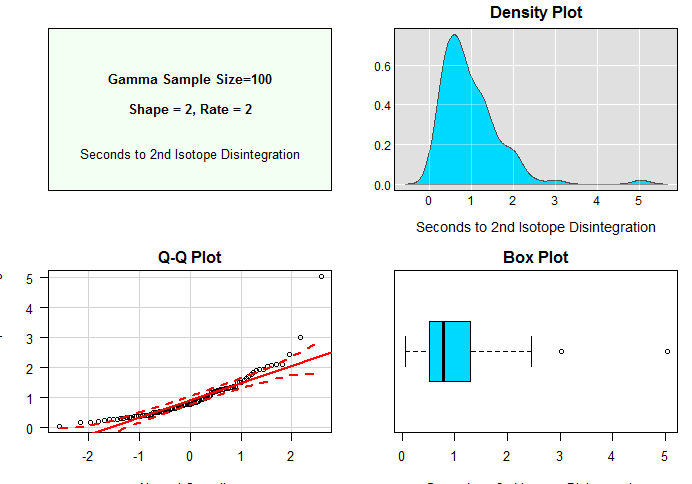 Gamma Sample Size=100
Shape = 2, Rate = 2
Seconds to 2nd Isotope Disintegration
Density Plot
0.6
0.4
0.2
0.0
0 1 2 3 4 5
Seconds to 2nd Isotope Disintegration
Q-Q Plot
5
4
3
2
1
0
-2 -1 0 1 2
Box Plot
0 1 2 3 4 5